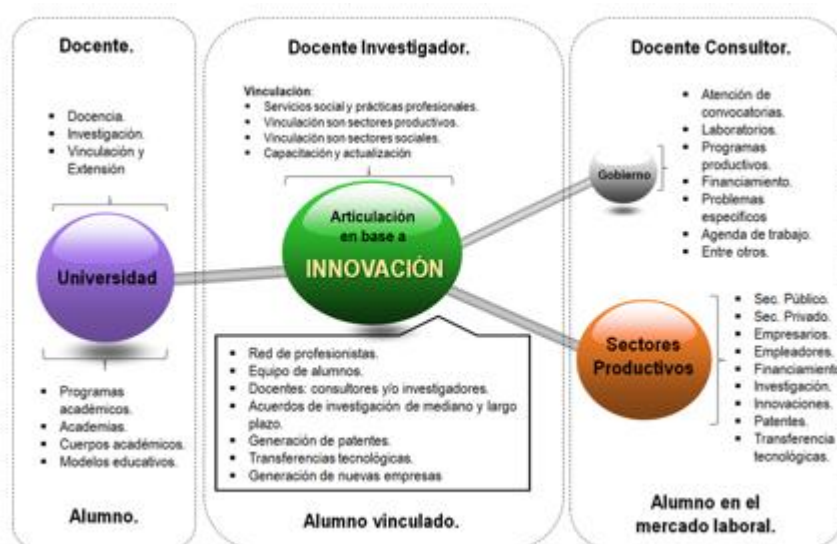 Docente.
▪ Docencia.
▪ Investigación.
▪ Vinculación y
Extensión
Universidad
▪ Programas
académicos.
▪ Academias.
▪ Cuerpos académicos.
▪ Modelos educativos.
Alumno.
Docente Investigador.
Vinculación:
▪ Servicios social y prácticas profesionales.
▪ Vinculación son sectores productivos.
▪ Vinculación son sectores sociales.
▪ Capacitación y actualización
Articulación
en base a
INNOVACIÓN
▪ Red de profesionistas.
▪ Equipo de alumnos.
▪ Docentes: consultores y/o investigadores.
▪ Acuerdos de investigación de mediano y largo
plazo.
▪ Generación de patentes.
▪ Transferencias tecnológicas.
▪ Generación de nuevas empresas
Alumno vinculado.
Docente Consultor.
Gobierno
▪ Atención de
convocatorias.
▪ Laboratorios.
▪ Programas
productivos.
▪ Financiamiento.
▪ Problemas
específicos
▪ Agenda de trabajo.
▪ Entre otros.
Sectores
Productivos
▪ Sec. Público.
▪ Sec. Privado.
▪ Empresarios.
▪ Empleadores.
▪ Financiamiento
▪ Investigación.
▪ Innovaciones.
▪ Patentes.
▪ Transferencia
tecnológicas.
Alumno en el
mercado laboral.